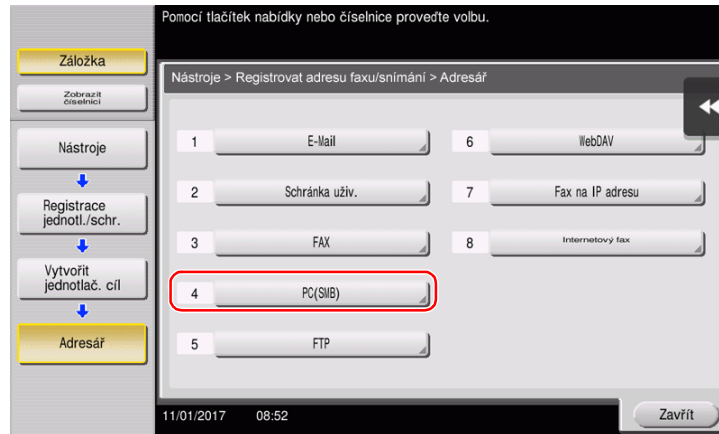 Pomocí tlačítek nabídky nebo číselnice proveďte volbu.
Záložka
Zobrazit
číselnici
Nástroje
Registrace
jednotl./schr.
Vytvořit
jednotlač. cíl
Adresář
Nástroje > Registrovat adresu faxu/snímání > Adresář
1 E-Mail
2 Schránka uživ.
3 FAX
4 PC(SMB)
5 FTP
6 WebDAV
7 Fax na IP adresu
8 Internetový fax
11/01/2017 08:52
Zavřít